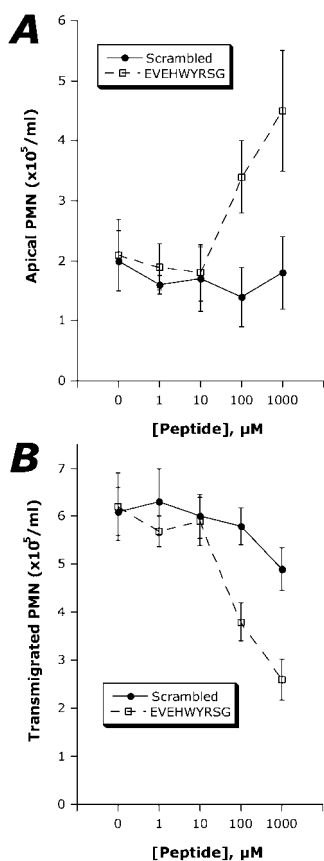 A
6
Scrambled
EVEHWYRSG
5
4
3
2
1
0
Apical PMN (x10⁵/ml)
0 1 10 100 1000
[Peptide], µM
B
7
6
5
4
3
2
1
0
Transmigrated PMN (x10⁵/ml)
Scrambled
EVEHWYRSG
0 1 10 100 1000
[Peptide], µM